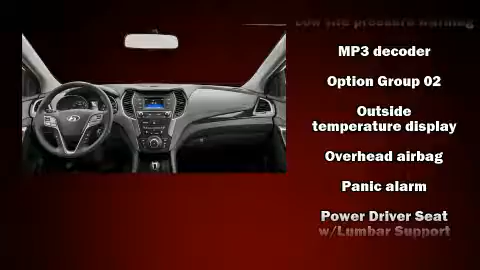 Low tire pressure warning
MP3 decoder
Option Group 02
Outside
temperature display
Overhead airbag
Panic alarm
Power Driver Seat
w/Lumbar Support